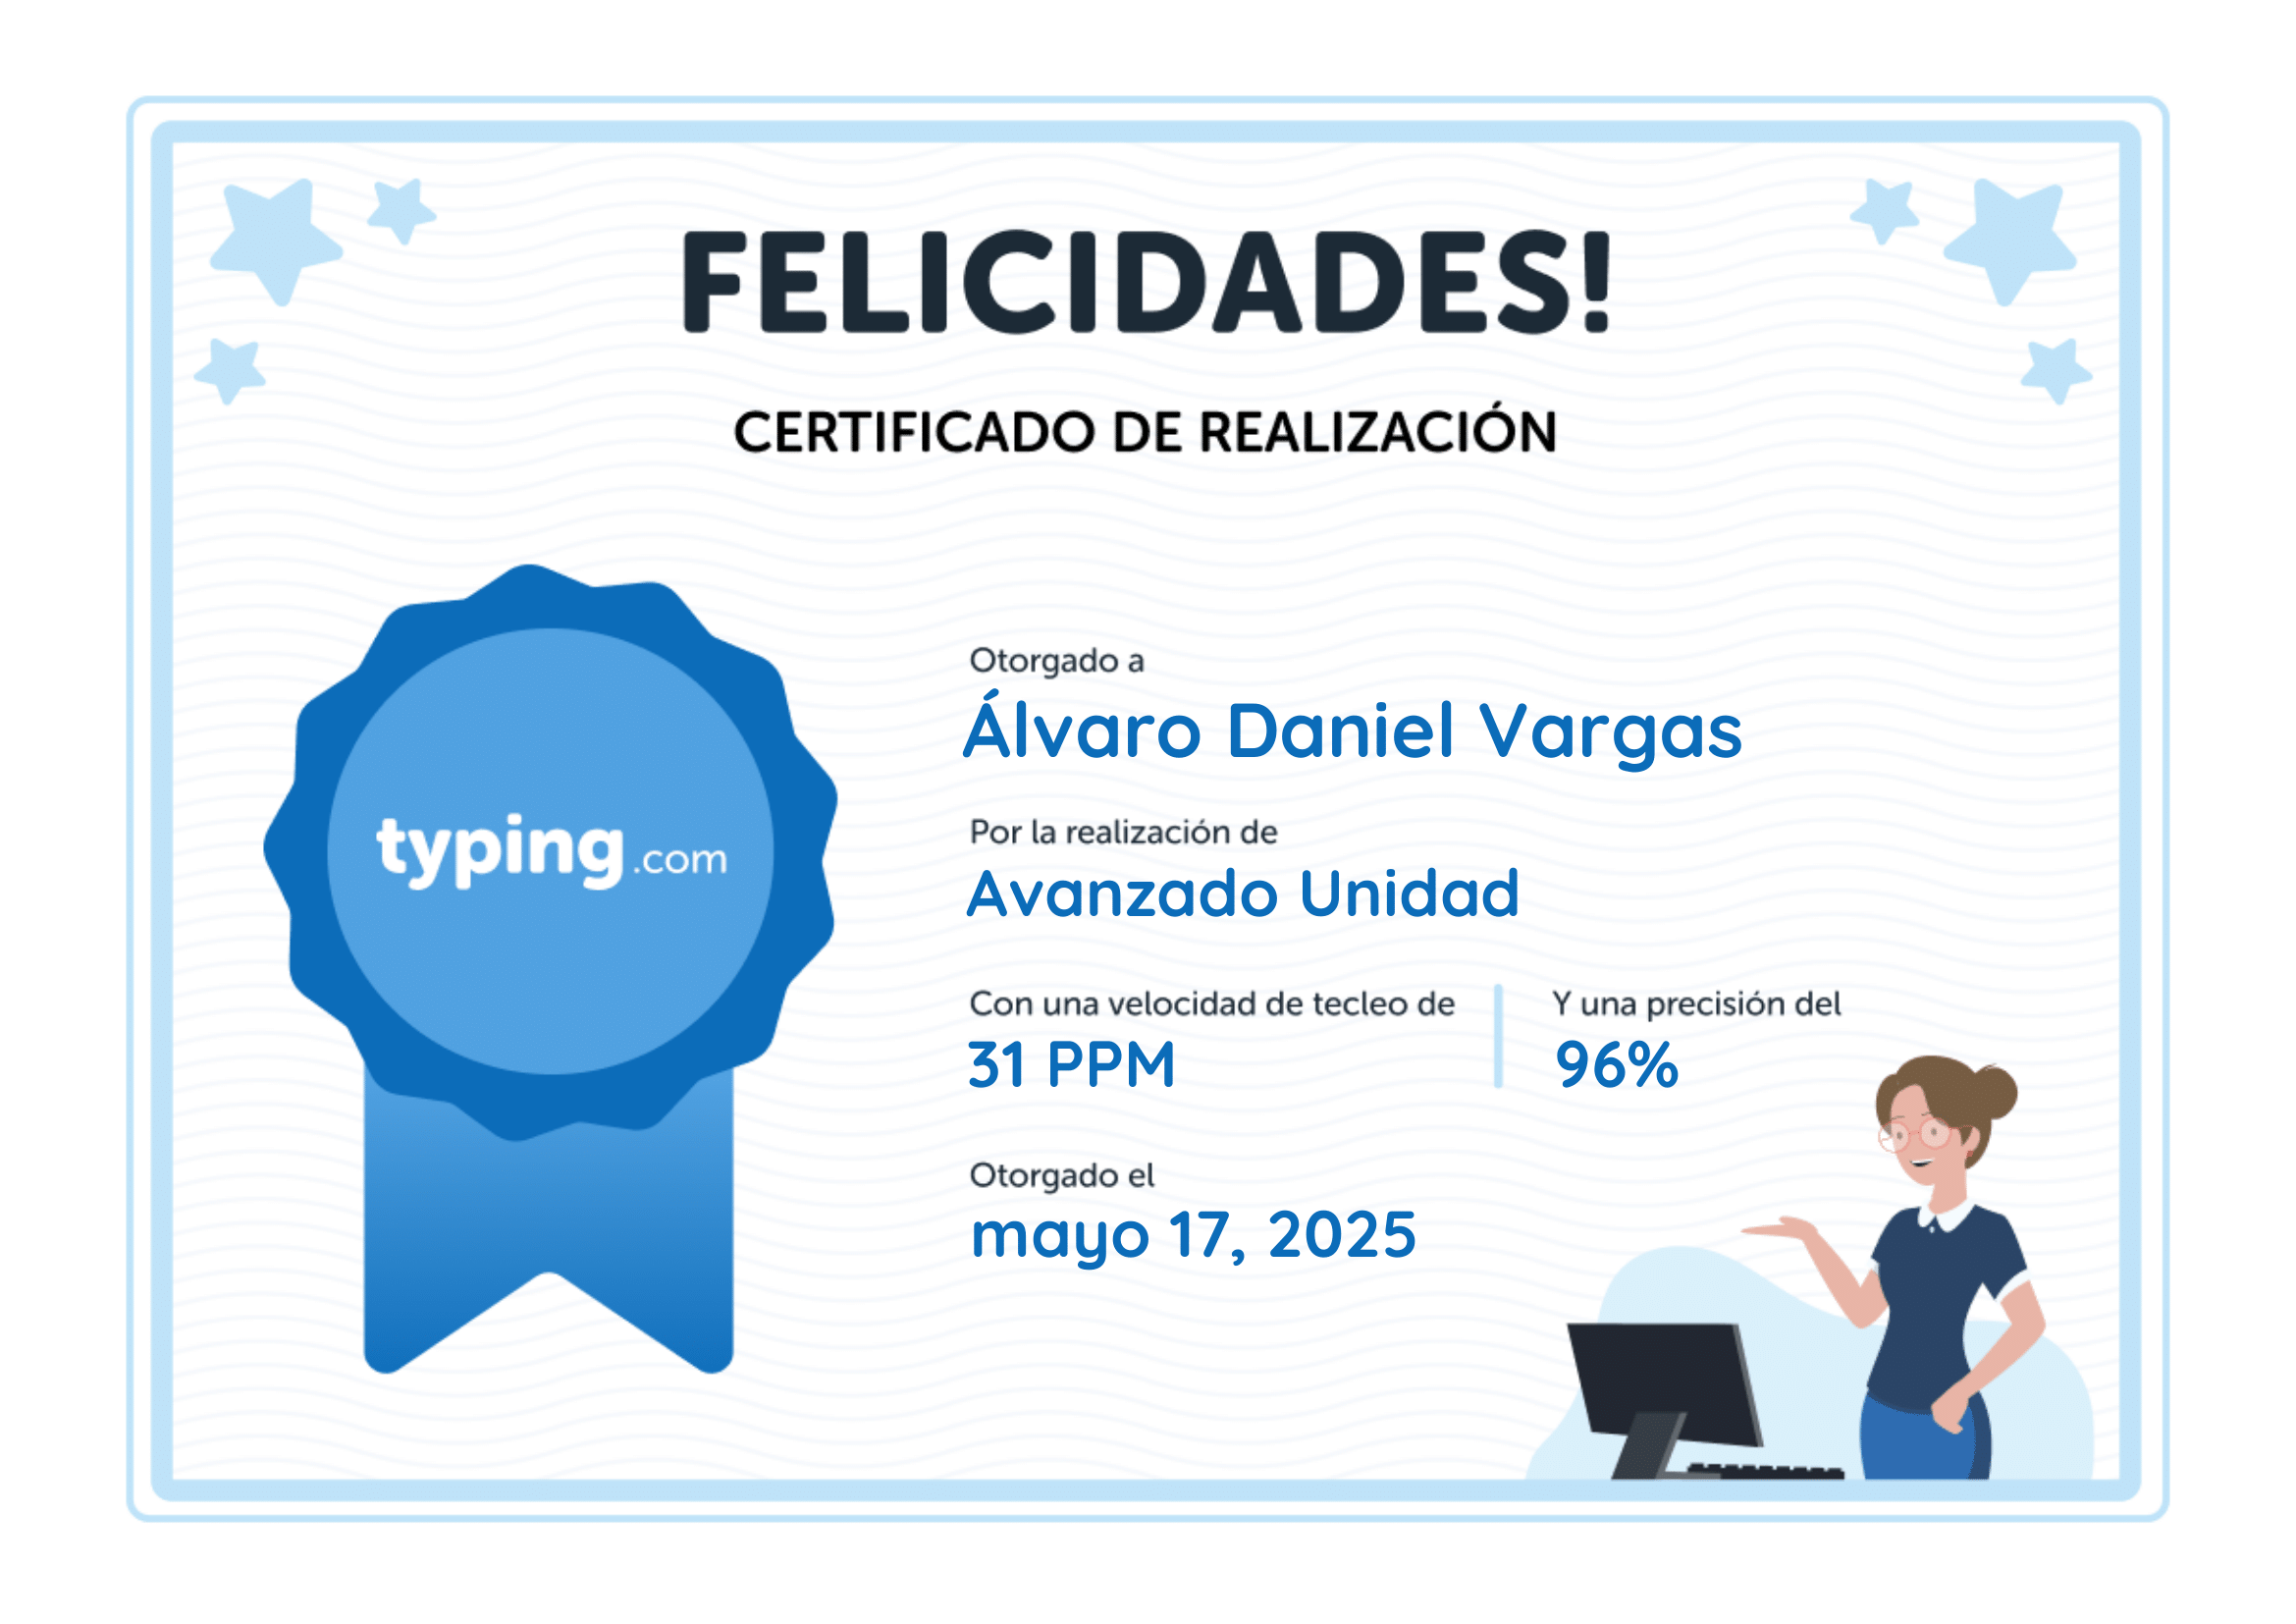 FELICIDADES!
CERTIFICADO DE REALIZACIÓN
typing.com
Otorgado a
Álvaro Daniel Vargas
Por la realización de
Avanzado Unidad
Con una velocidad de tecleo de
31 PPM
Y una precisión del
96%
Otorgado el
mayo 17, 2025